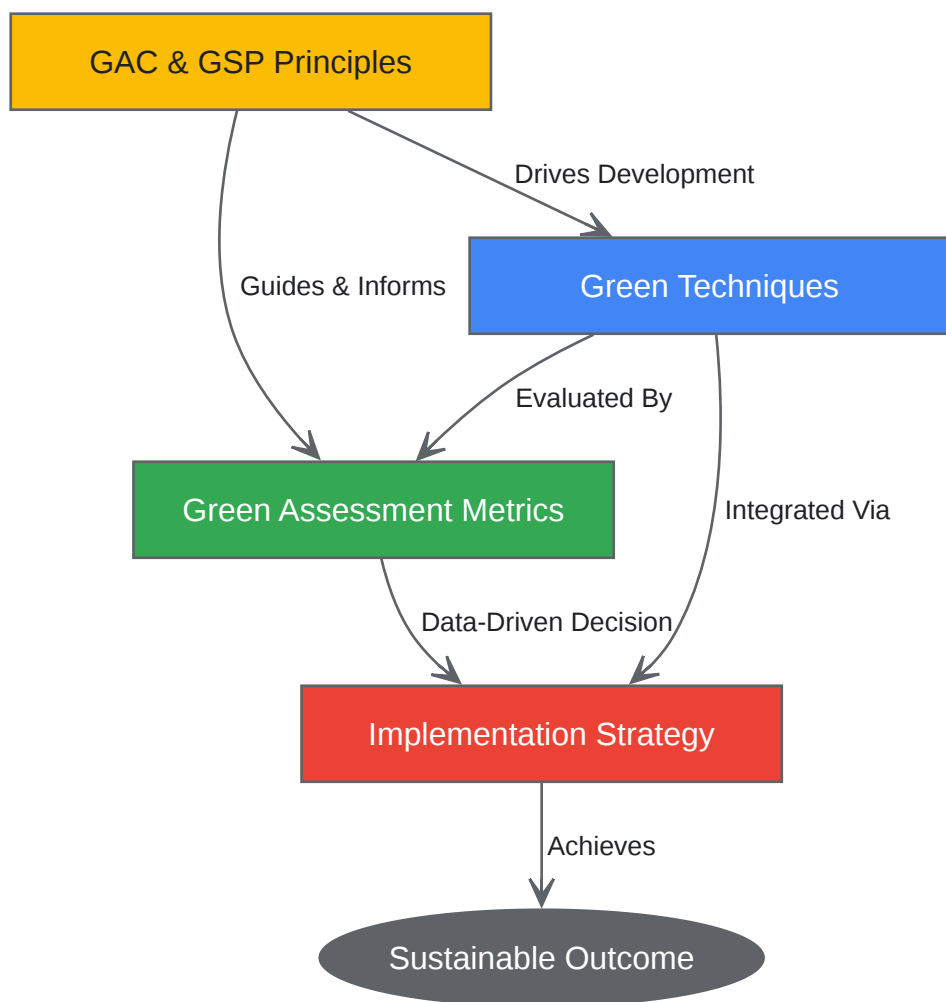 GAC & GSP Principles
Drives Development
Guides & Informs
Green Techniques
Evaluated By
Green Assessment Metrics
Integrated Via
Data-Driven Decision
Implementation Strategy
Achieves
Sustainable Outcome